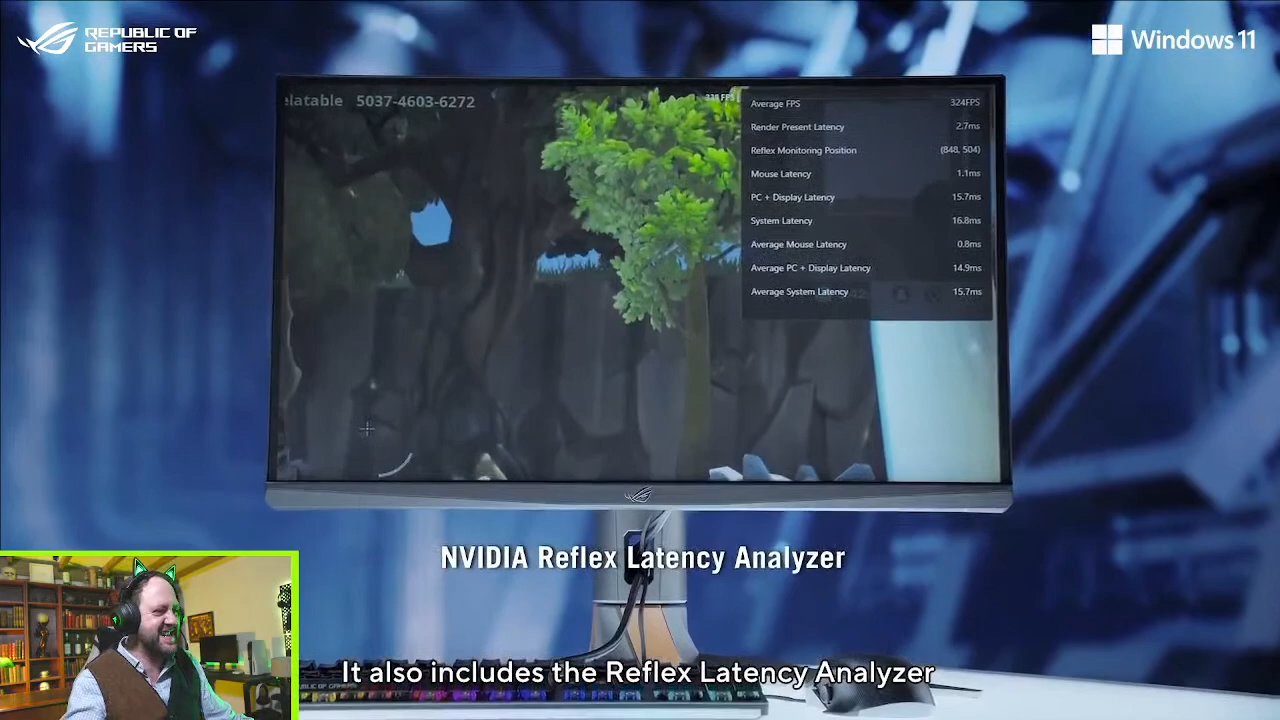 REPUBLIC OF
GAMERS
Windows 11
elatable 5037-4603-6272
Average FPS 324FPS
Render Present Latency 2.7ms
Reflex Monitoring Position (848, 504)
Mouse Latency 1.1ms
PC + Display Latency 15.7ms
System Latency 16.8ms
Average Mouse Latency 0.8ms
Average PC + Display Latency 14.9ms
Average System Latency 15.7ms
NVIDIA Reflex Latency Analyzer
It also includes the Reflex Latency Analyzer
REPUBLIC OF GAMERS